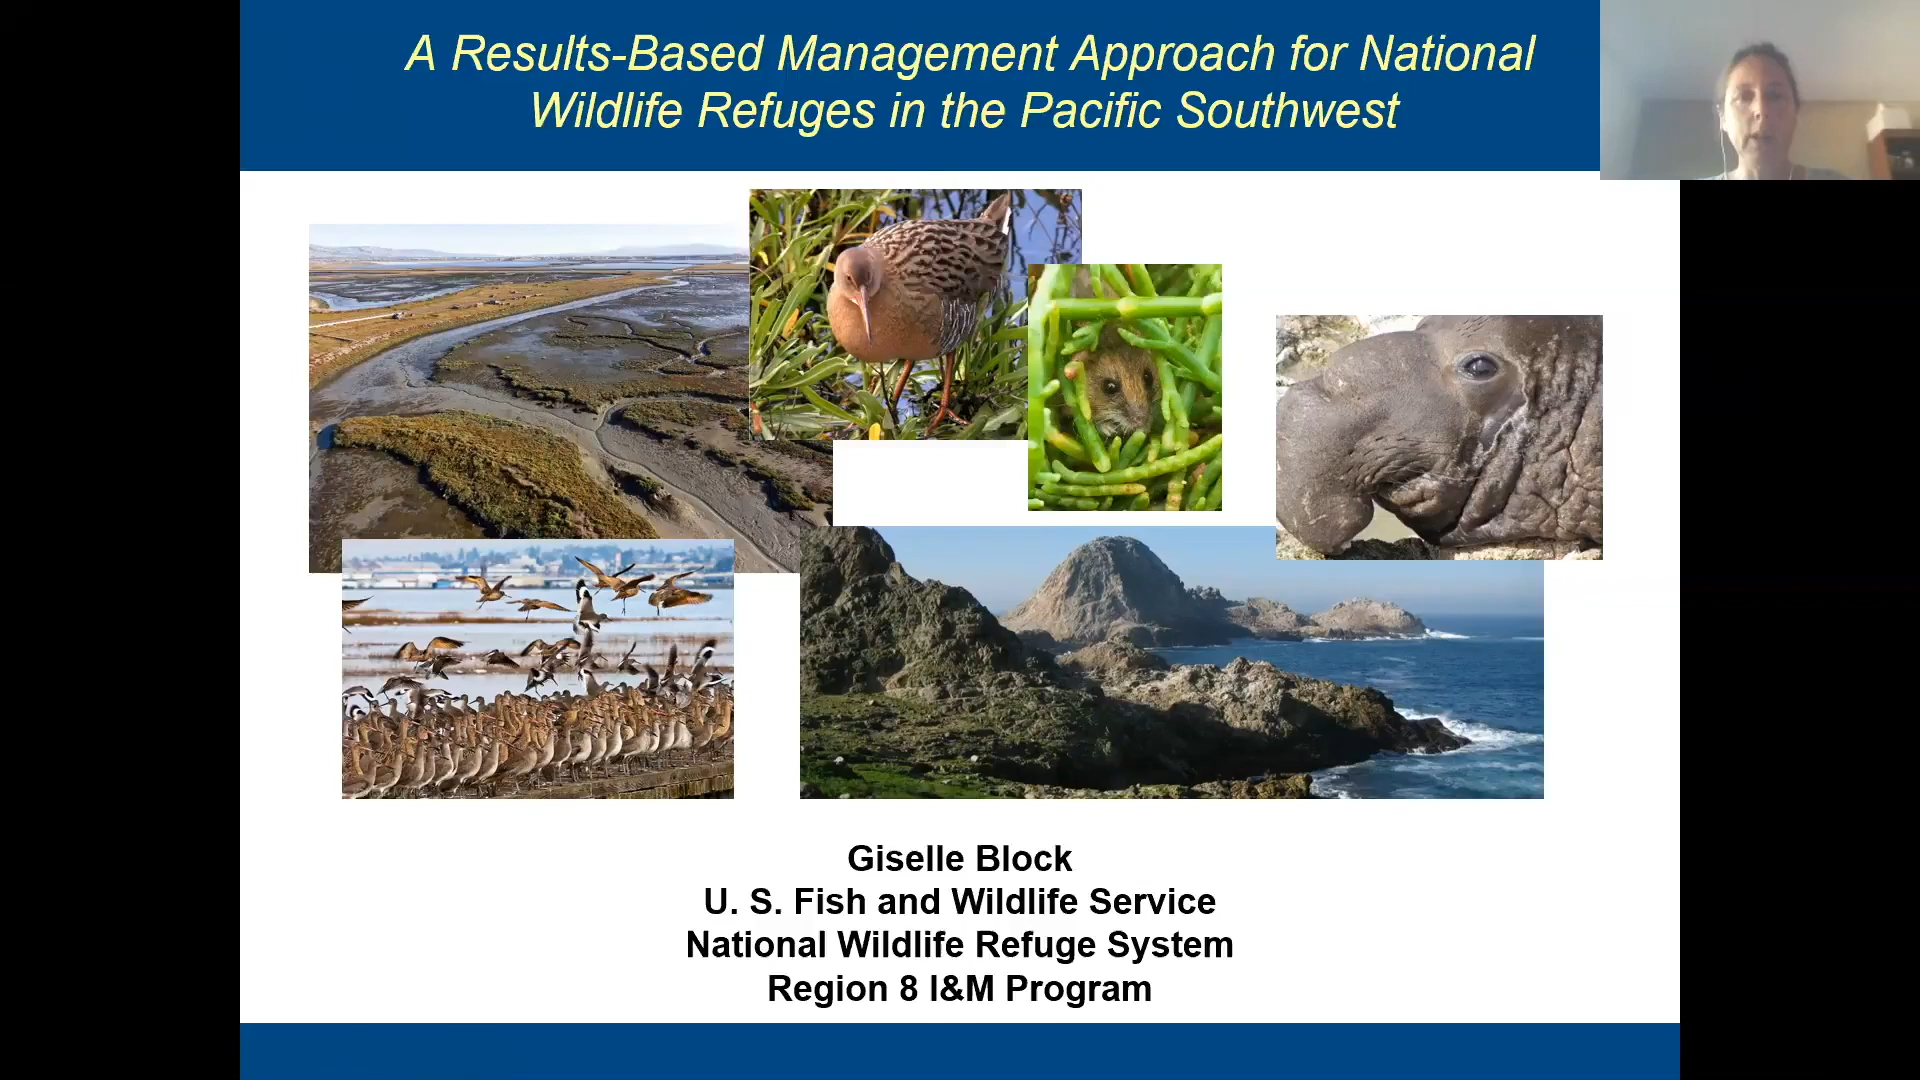 A Results-Based Management Approach for National
Wildlife Refuges in the Pacific Southwest
Giselle Block
U. S. Fish and Wildlife Service
National Wildlife Refuge System
Region 8 I&M Program